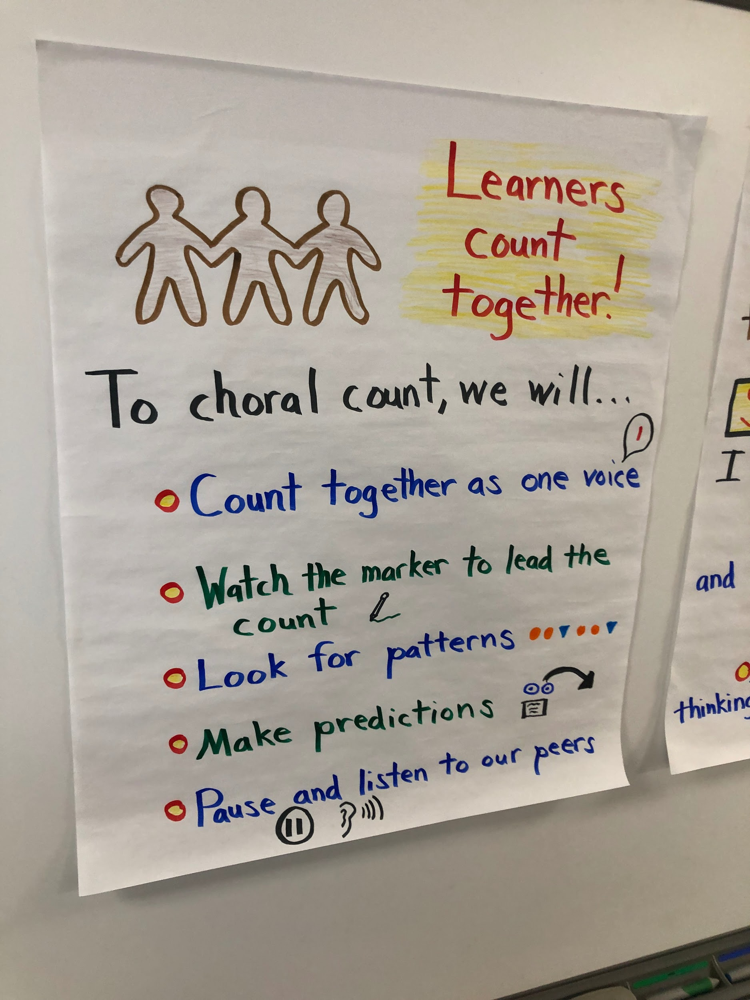 Learners
count
together!
To choral count, we will...
1
Count together as one voice
Watch the marker to lead the
count
Look for patterns
Make predictions
Pause and listen to our peers
I
and
thinking